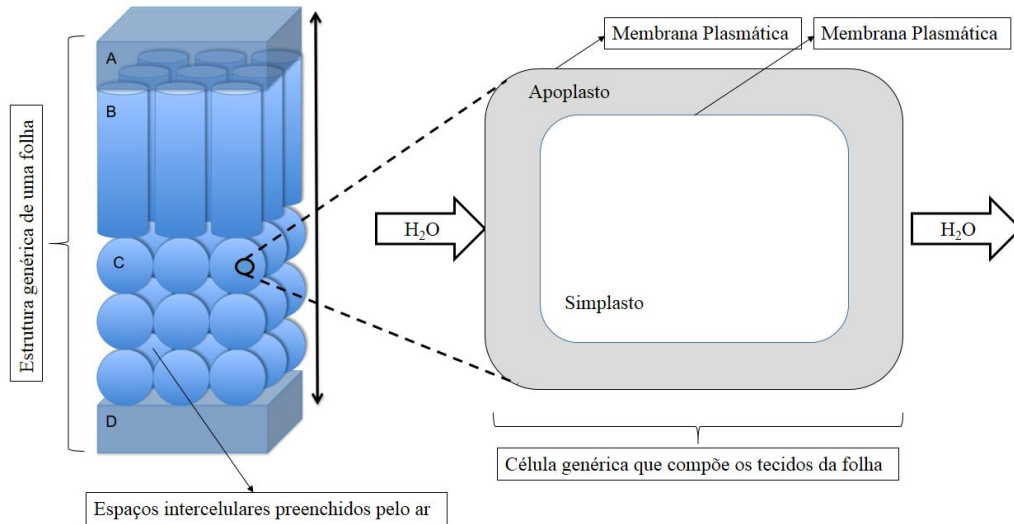 Membrana Plasmática
Membrana Plasmática
A
Apoplasto
B
Estrutura genérica de uma folha
H₂O
H₂O
C
Simplasto
D
Célula genérica que compõe os tecidos da folha
Espaços intercelulares preenchidos pelo ar